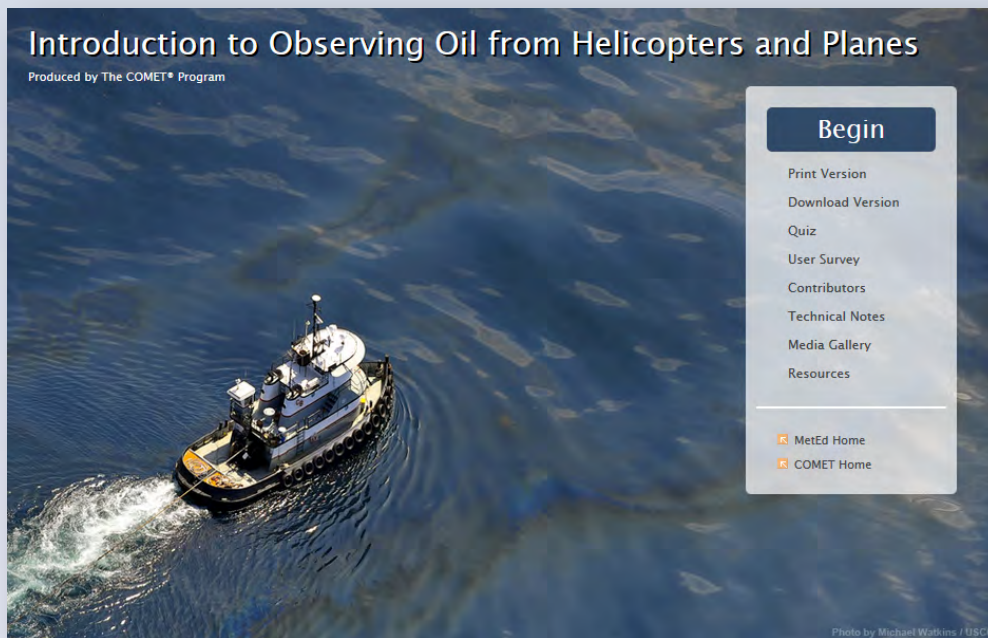 Introduction to Observing Oil from Helicopters and Planes
Produced by The COMET® Program
Begin
Print Version
Download Version
Quiz
User Survey
Contributors
Technical Notes
Media Gallery
Resources
MetEd Home
COMET Home
Photo by Michael Watkins / USC